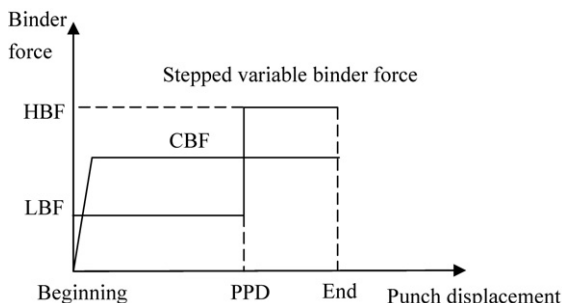 Binder
force
Stepped variable binder force
HBF
CBF
LBF
Beginning
PPD
End
Punch displacement